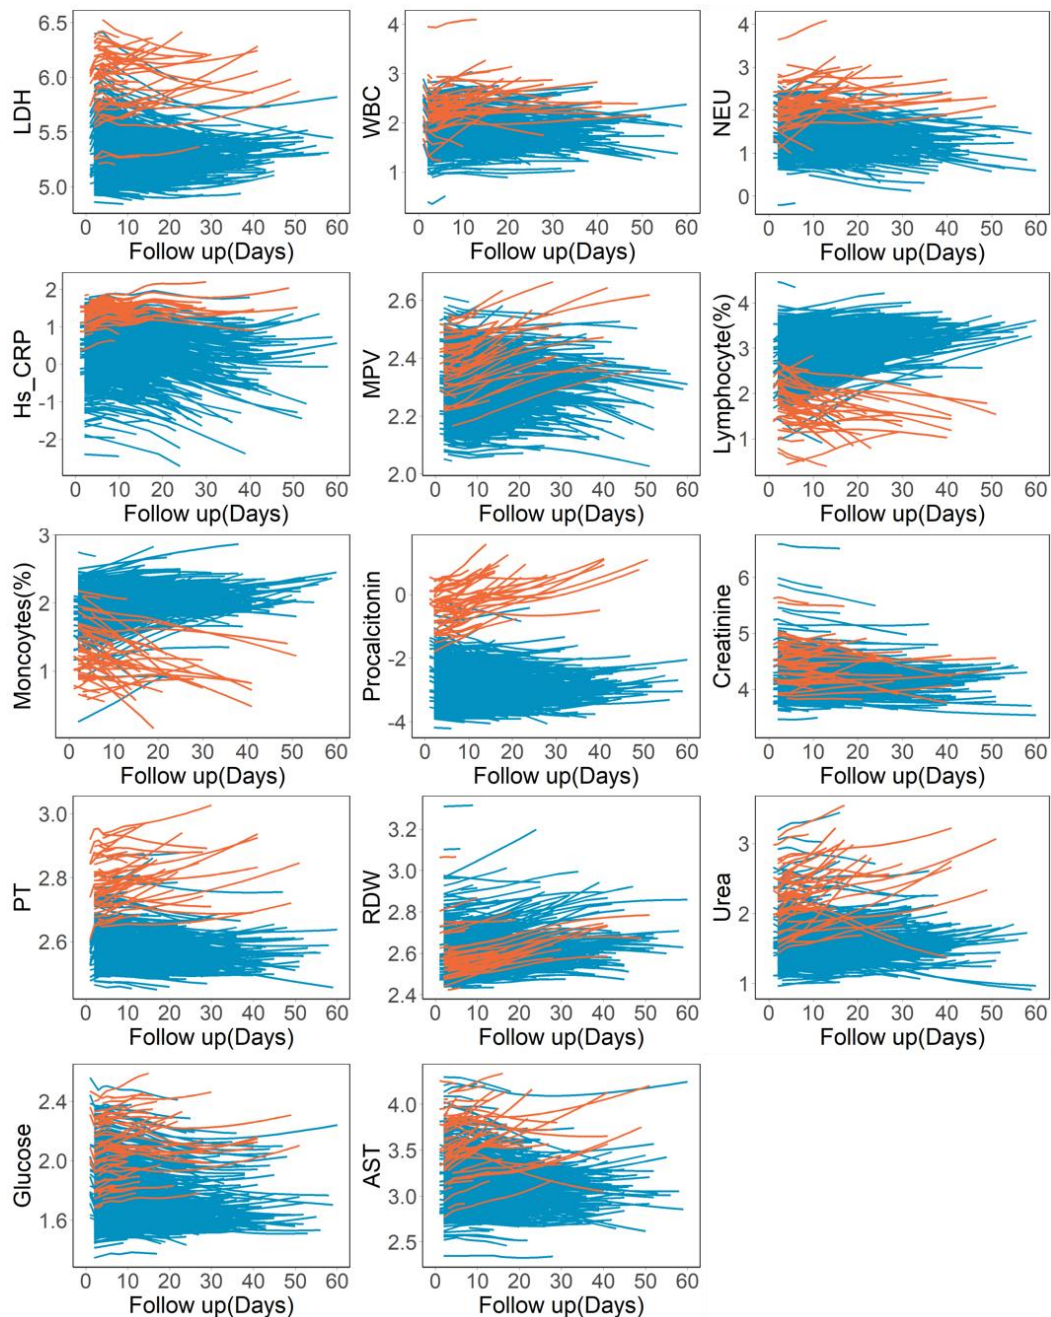 LDH
6.5
6.0
5.5
5.0
0 10 20 30 40 50 60
Follow up(Days)
WBC
4
3
2
1
0 10 20 30 40 50 60
Follow up(Days)
NEU
4
3
2
1
0
0 10 20 30 40 50 60
Follow up(Days)
Hs_CRP
2
1
0
-1
-2
0 10 20 30 40 50 60
Follow up(Days)
MPV
2.6
2.4
2.2
2.0
0 10 20 30 40 50 60
Follow up(Days)
Lymphocyte(%)
4
3
2
1
0 10 20 30 40 50 60
Follow up(Days)
Moncoytes(%)
3
2
1
0 10 20 30 40 50 60
Follow up(Days)
Procalcitonin
0
-2
-4
0 10 20 30 40 50 60
Follow up(Days)
Creatinine
6
5
4
0 10 20 30 40 50 60
Follow up(Days)
PT
3.0
2.8
2.6
0 10 20 30 40 50 60
Follow up(Days)
RDW
3.2
3.0
2.8
2.6
2.4
0 10 20 30 40 50 60
Follow up(Days)
Urea
3
2
1
0 10 20 30 40 50 60
Follow up(Days)
Glucose
2.4
2.0
1.6
0 10 20 30 40 50 60
Follow up(Days)
AST
4.0
3.5
3.0
2.5
0 10 20 30 40 50 60
Follow up(Days)